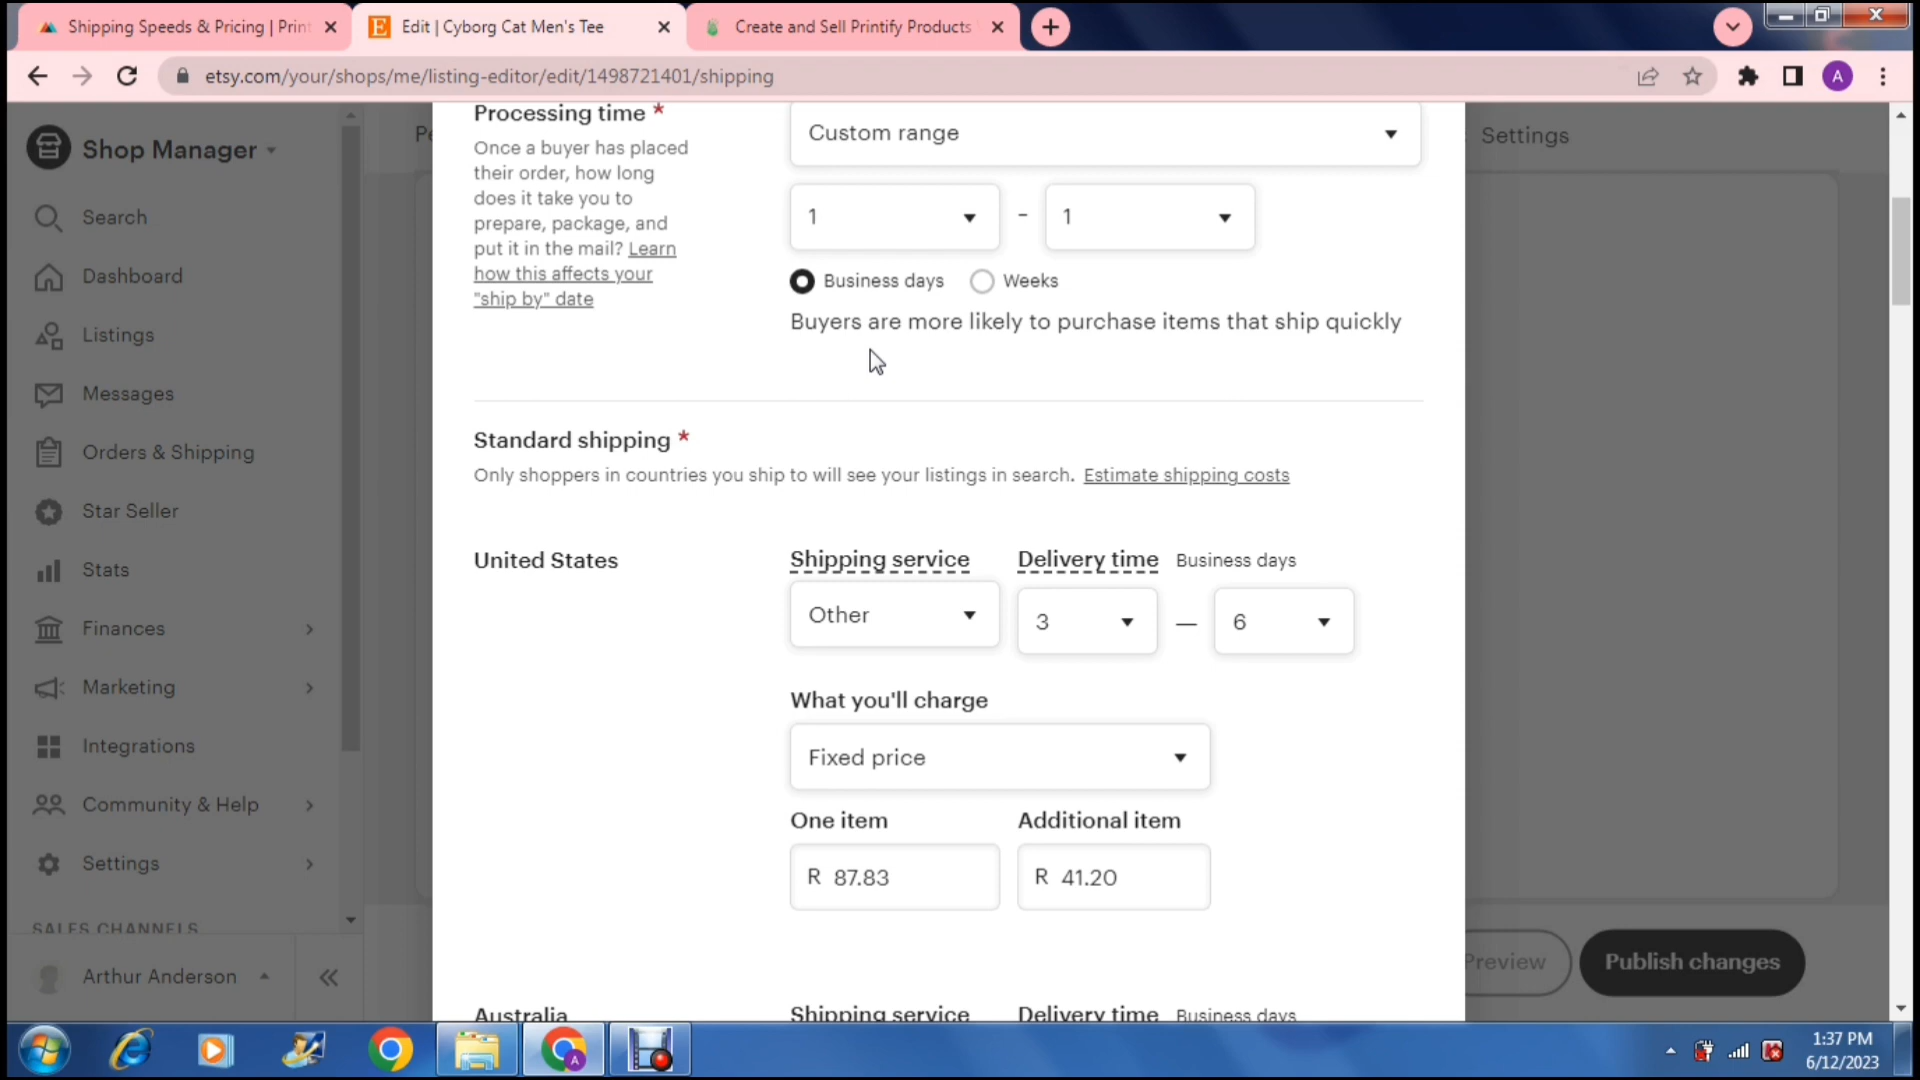 Shipping Speeds & Pricing | Print
Edit | Cyborg Cat Men's Tee
Create and Sell Printify Products
etsy.com/your/shops/me/listing-editor/edit/1498721401/shipping
A
Shop Manager
Search
Dashboard
Listings
Messages
Orders & Shipping
Star Seller
Stats
Finances
Marketing
Integrations
Community & Help
Settings
SALES CHANNELS
Arthur Anderson
Settings
Processing time *
Once a buyer has placed
their order, how long
does it take you to
prepare, package, and
put it in the mail? Learn
how this affects your
"ship by" date
Custom range
1 - 1
Business days Weeks
Buyers are more likely to purchase items that ship quickly
Standard shipping *
Only shoppers in countries you ship to will see your listings in search. Estimate shipping costs
United States
Shipping service Delivery time Business days
Other 3 — 6
What you'll charge
Fixed price
One item Additional item
R 87.83 R 41.20
Australia Shipping service Delivery time Business days
Preview Publish changes
1:37 PM
6/12/2023